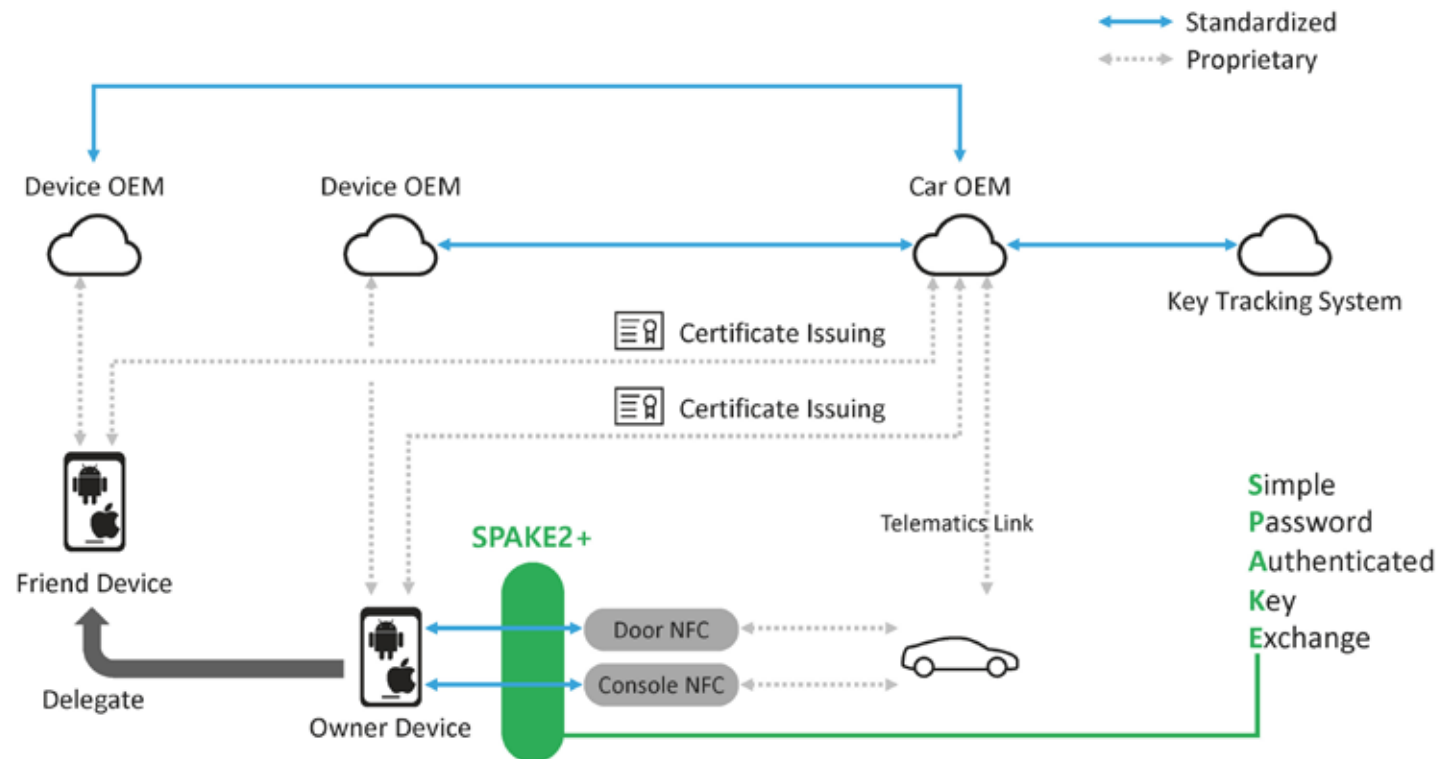 Standardized
Proprietary
Device OEM
Device OEM
Car OEM
Key Tracking System
Certificate Issuing
Certificate Issuing
Telematics Link
SPAKE2+
Simple
Password
Authenticated
Key
Exchange
Friend Device
Door NFC
Console NFC
Delegate
Owner Device